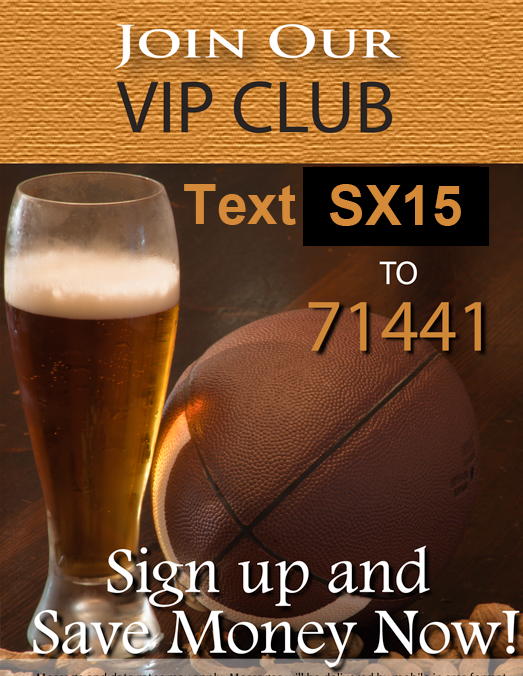 JOIN OUR
VIP CLUB
Text SX15
TO
71441
Sign up and
Save Money Now!